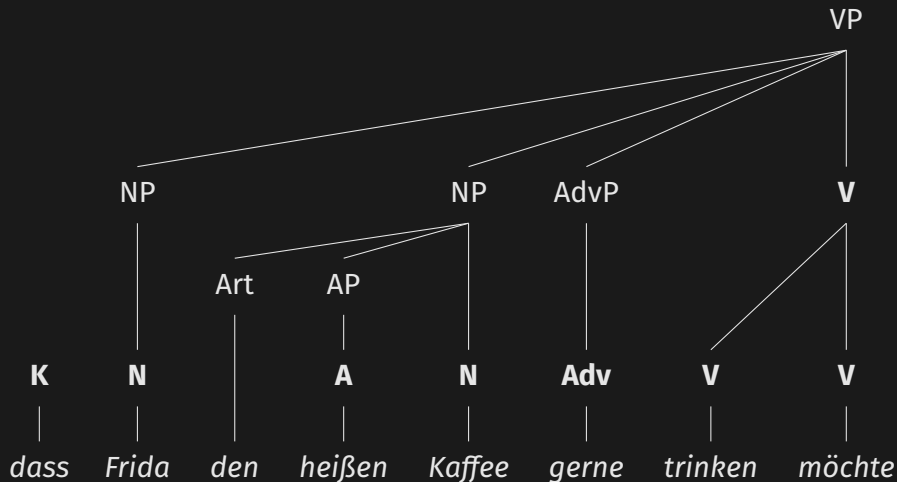 VP
NP NP AdvP V
Art AP
K N A N Adv V V
dass Frida den heißen Kaffee gerne trinken möchte